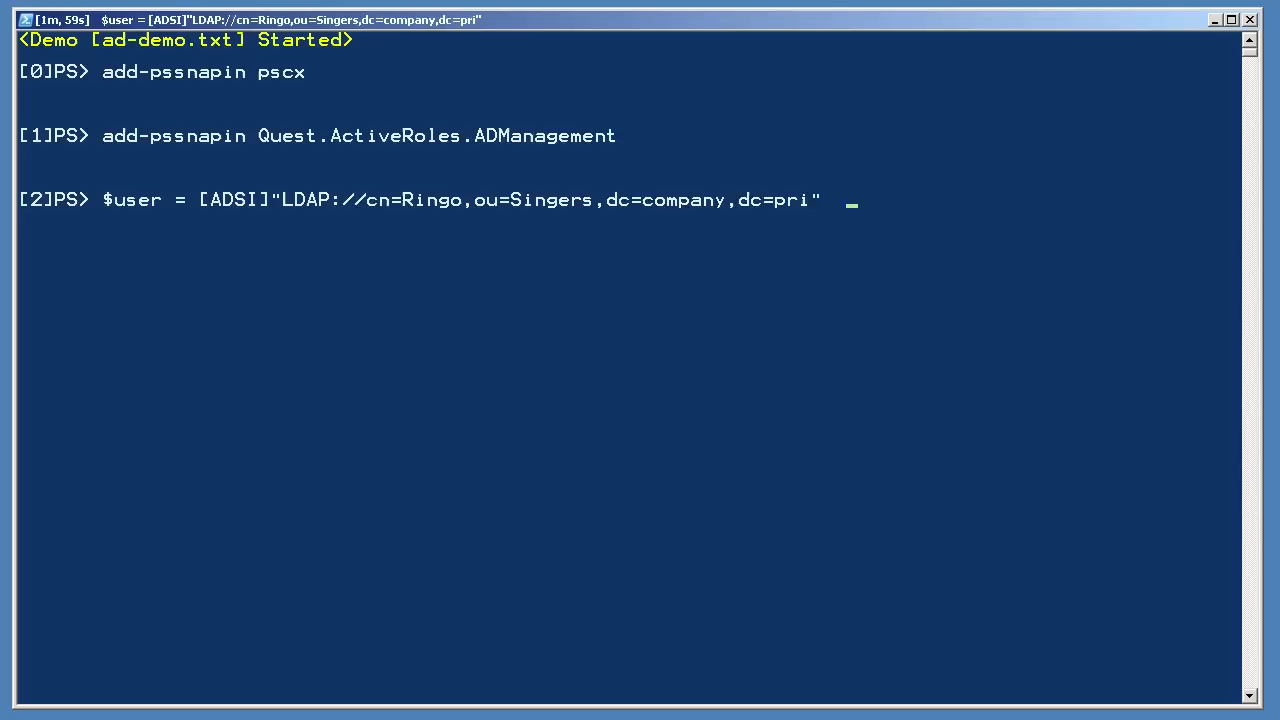 [1m, 59s]   $user = [ADSI]"LDAP://cn=Ringo,ou=Singers,dc=company,dc=pri"
<Demo [ad-demo.txt] Started>
[0]PS> add-pssnapin pscx
[1]PS> add-pssnapin Quest.ActiveRoles.ADManagement
[2]PS> $user = [ADSI]"LDAP://cn=Ringo,ou=Singers,dc=company,dc=pri"  _